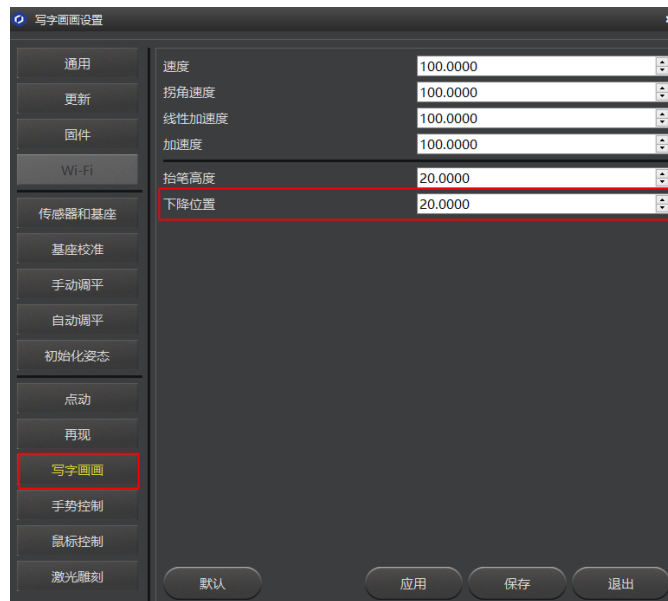 写字画画设置
通用
更新
固件
Wi-Fi
传感器和基座
基座校准
手动调平
自动调平
初始化姿态
点动
再现
写字画画
手势控制
鼠标控制
激光雕刻
速度 100.0000
拐角速度 100.0000
线性加速度 100.0000
加速度 100.0000
抬笔高度 20.0000
下降位置 20.0000
默认 应用 保存 退出